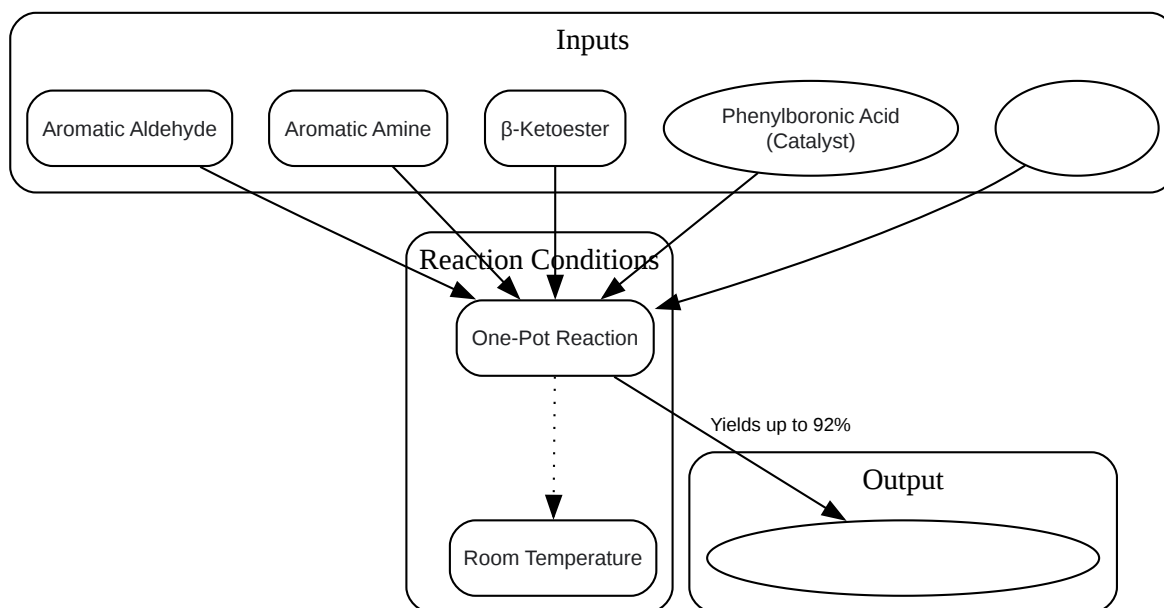 Inputs
Aromatic Aldehyde
Aromatic Amine
β-Ketoester
Phenylboronic Acid
(Catalyst)
Reaction Conditions
One-Pot Reaction
Yields up to 92%
Output
Room Temperature